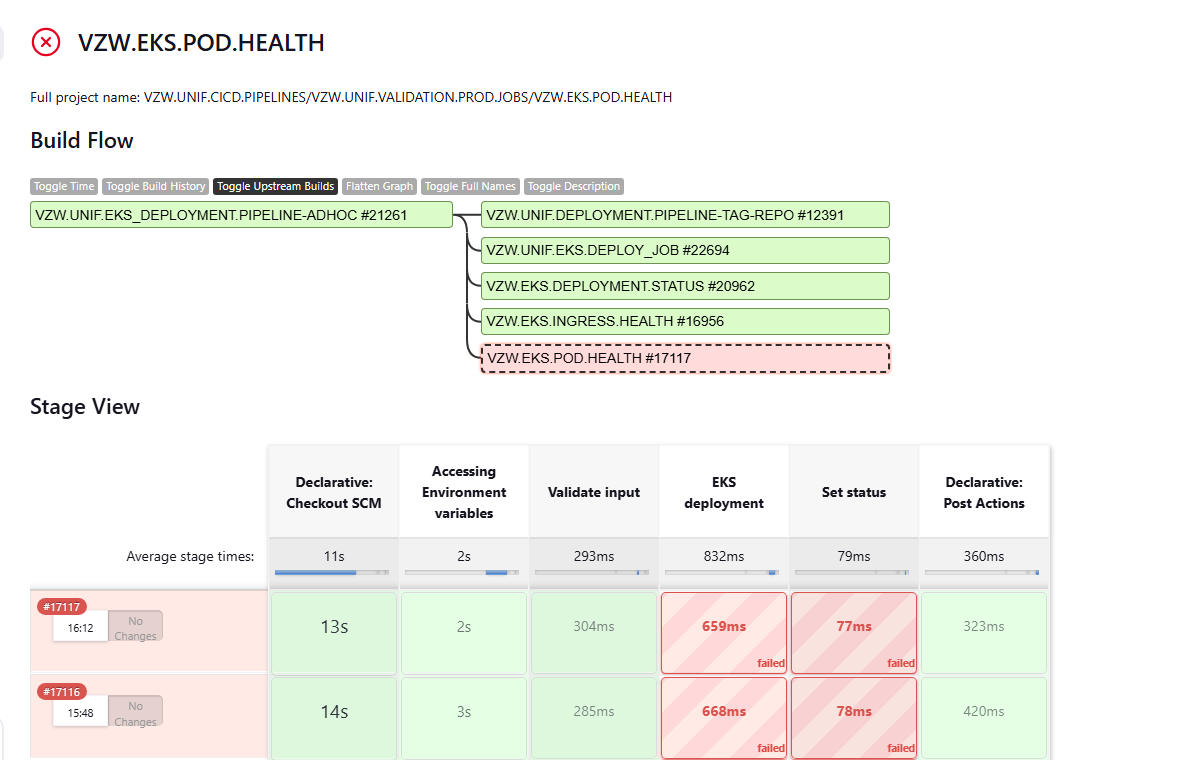 VZW.EKS.POD.HEALTH
Full project name: VZW.UNIF.CICD.PIPELINES/VZW.UNIF.VALIDATION.PROD.JOBS/VZW.EKS.POD.HEALTH
Build Flow
Toggle Time Toggle Build History Toggle Upstream Builds Flatten Graph Toggle Full Names Toggle Description
VZW.UNIF.EKS_DEPLOYMENT.PIPELINE-ADHOC #21261 VZW.UNIF.DEPLOYMENT.PIPELINE-TAG-REPO #12391
VZW.UNIF.EKS.DEPLOY_JOB #22694
VZW.EKS.DEPLOYMENT.STATUS #20962
VZW.EKS.INGRESS.HEALTH #16956
VZW.EKS.POD.HEALTH #17117
Stage View
Declarative:
Checkout SCM
Accessing
Environment
variables
Validate input
EKS
deployment
Set status
Declarative:
Post Actions
Average stage times: 11s 2s 293ms 832ms 79ms 360ms
#17117
16:12
No
Changes
13s 2s 304ms 659ms 77ms 323ms
failed failed
#17116
15:48
No
Changes
14s 3s 285ms 668ms 78ms 420ms
failed failed